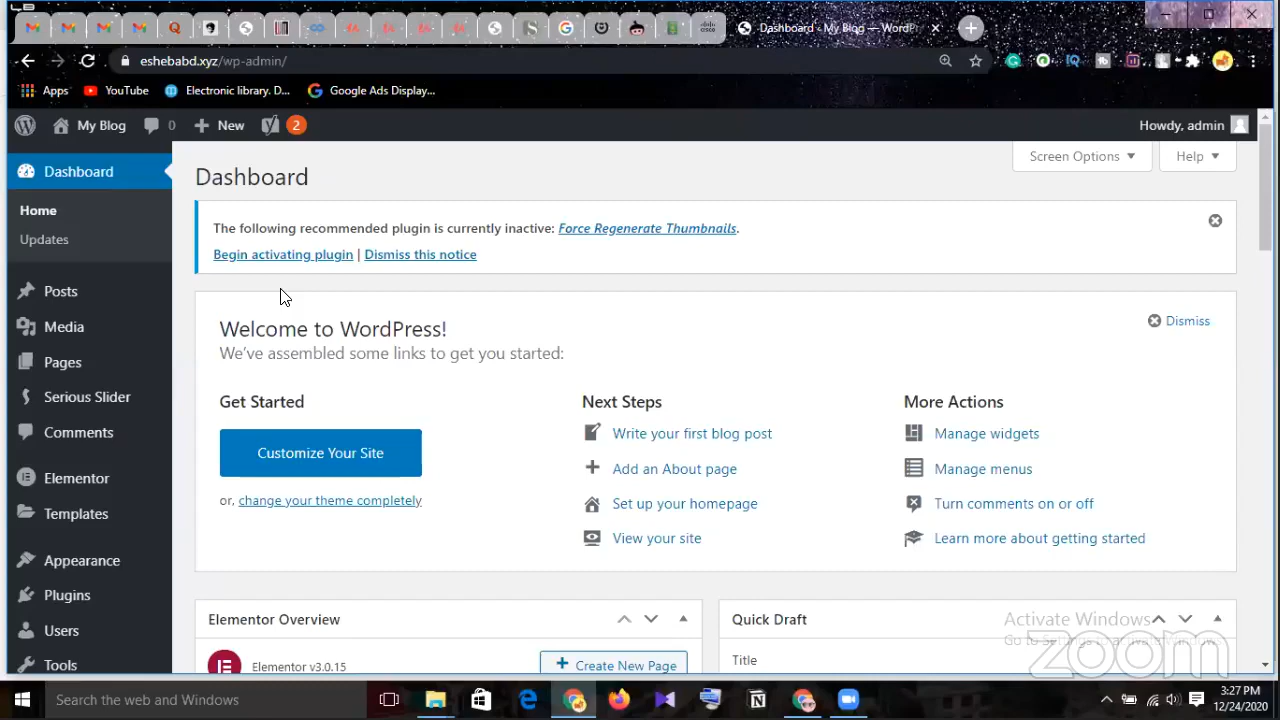 Dashboard - My Blog — WordPr
eshebabd.xyz/wp-admin/
Apps YouTube Electronic library. D... Google Ads Display...
My Blog 0 New 2 Howdy, admin
Dashboard
Home
Updates
Posts
Media
Pages
Serious Slider
Comments
Elementor
Templates
Appearance
Plugins
Users
Tools
Screen Options Help
Dashboard
The following recommended plugin is currently inactive: Force Regenerate Thumbnails.
Begin activating plugin | Dismiss this notice
Welcome to WordPress!
Dismiss
We've assembled some links to get you started:
Get Started
Customize Your Site
or, change your theme completely
Next Steps
Write your first blog post
Add an About page
Set up your homepage
View your site
More Actions
Manage widgets
Manage menus
Turn comments on or off
Learn more about getting started
Elementor Overview
Elementor v3.0.15
Create New Page
Quick Draft
Title
Activate Windows
Go to
zoom
Search the web and Windows
3:27 PM
12/24/2020